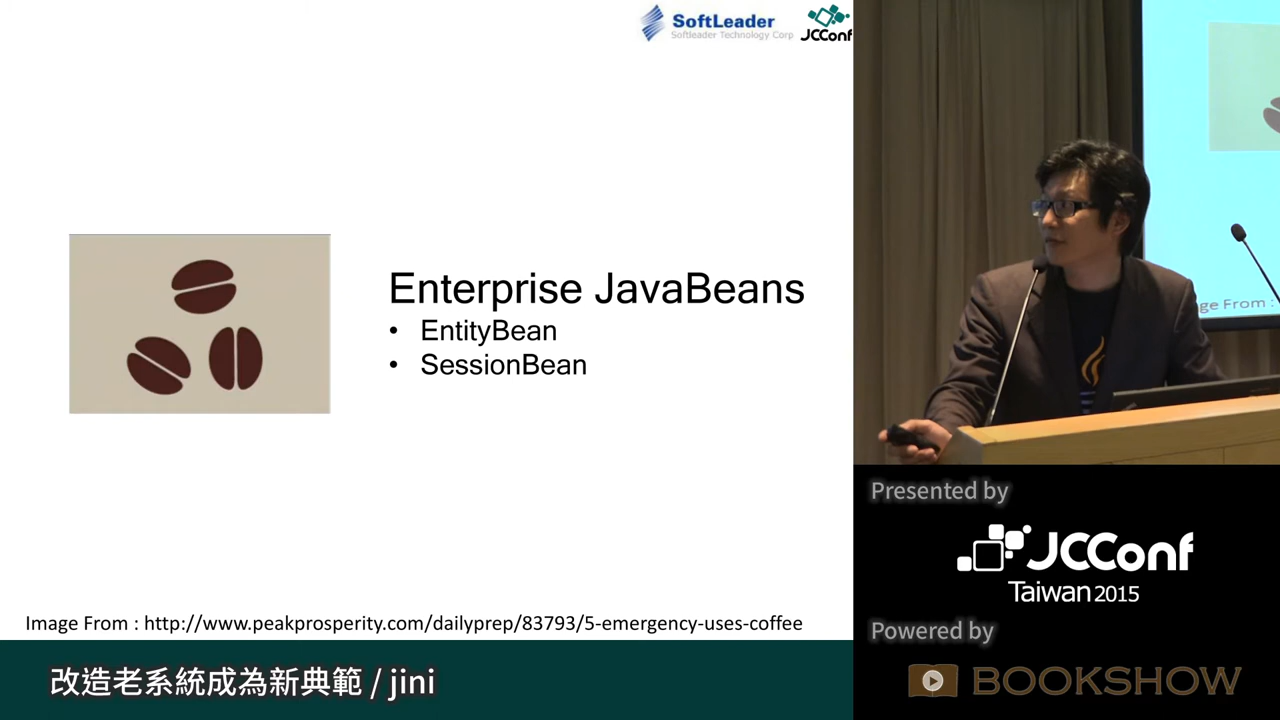 SoftLeader
Softleader Technology Corp
JCConf
Enterprise JavaBeans
• EntityBean
• SessionBean
Image From : http://www.peakprosperity.com/dailyprep/83793/5-emergency-uses-coffee
改造老系統成為新典範 / jini
ge From :
Presented by
JCConf
Taiwan 2015
Powered by
BOOKSHOW